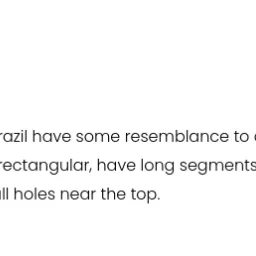 razil have some resemblance to
rectangular, have long segments
ll holes near the top.